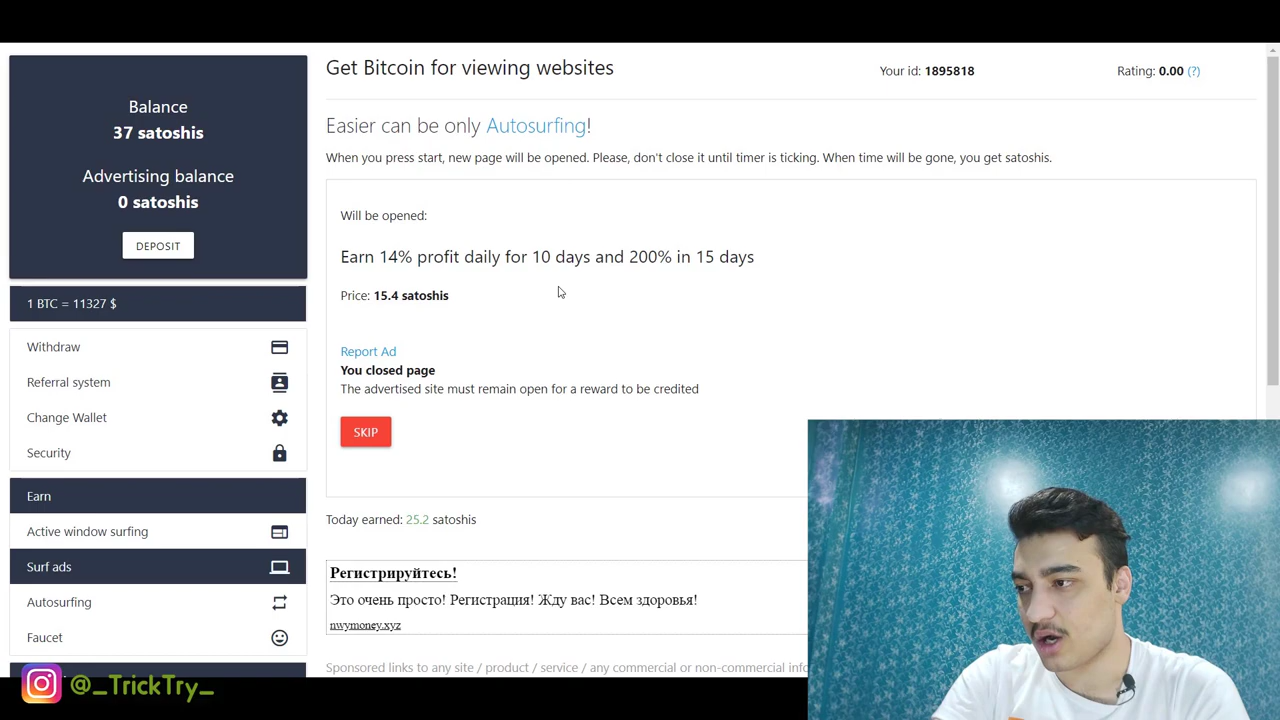 Balance
37 satoshis
Advertising balance
0 satoshis
DEPOSIT
1 BTC = 11327 $
Withdraw
Referral system
Change Wallet
Security
Earn
Active window surfing
Surf ads
Autosurfing
Faucet
Get Bitcoin for viewing websites
Your id: 1895818
Rating: 0.00 (?)
Easier can be only Autosurfing!
When you press start, new page will be opened. Please, don't close it until timer is ticking. When time will be gone, you get satoshis.
Will be opened:
Earn 14% profit daily for 10 days and 200% in 15 days
Price: 15.4 satoshis
Report Ad
You closed page
The advertised site must remain open for a reward to be credited
SKIP
Today earned: 25.2 satoshis
Регистрируйтесь!
Это очень просто! Регистрация! Жду вас! Всем здоровья!
nwymoney.xyz
Sponsored links to any site / product / service / any commercial or non-commercial
@_TrickTry_